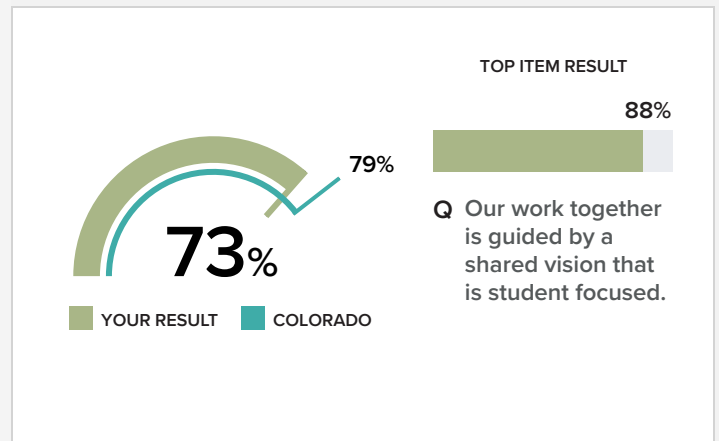 79%
73%
YOUR RESULT
COLORADO
TOP ITEM RESULT
88%
Q Our work together
is guided by a
shared vision that
is student focused.